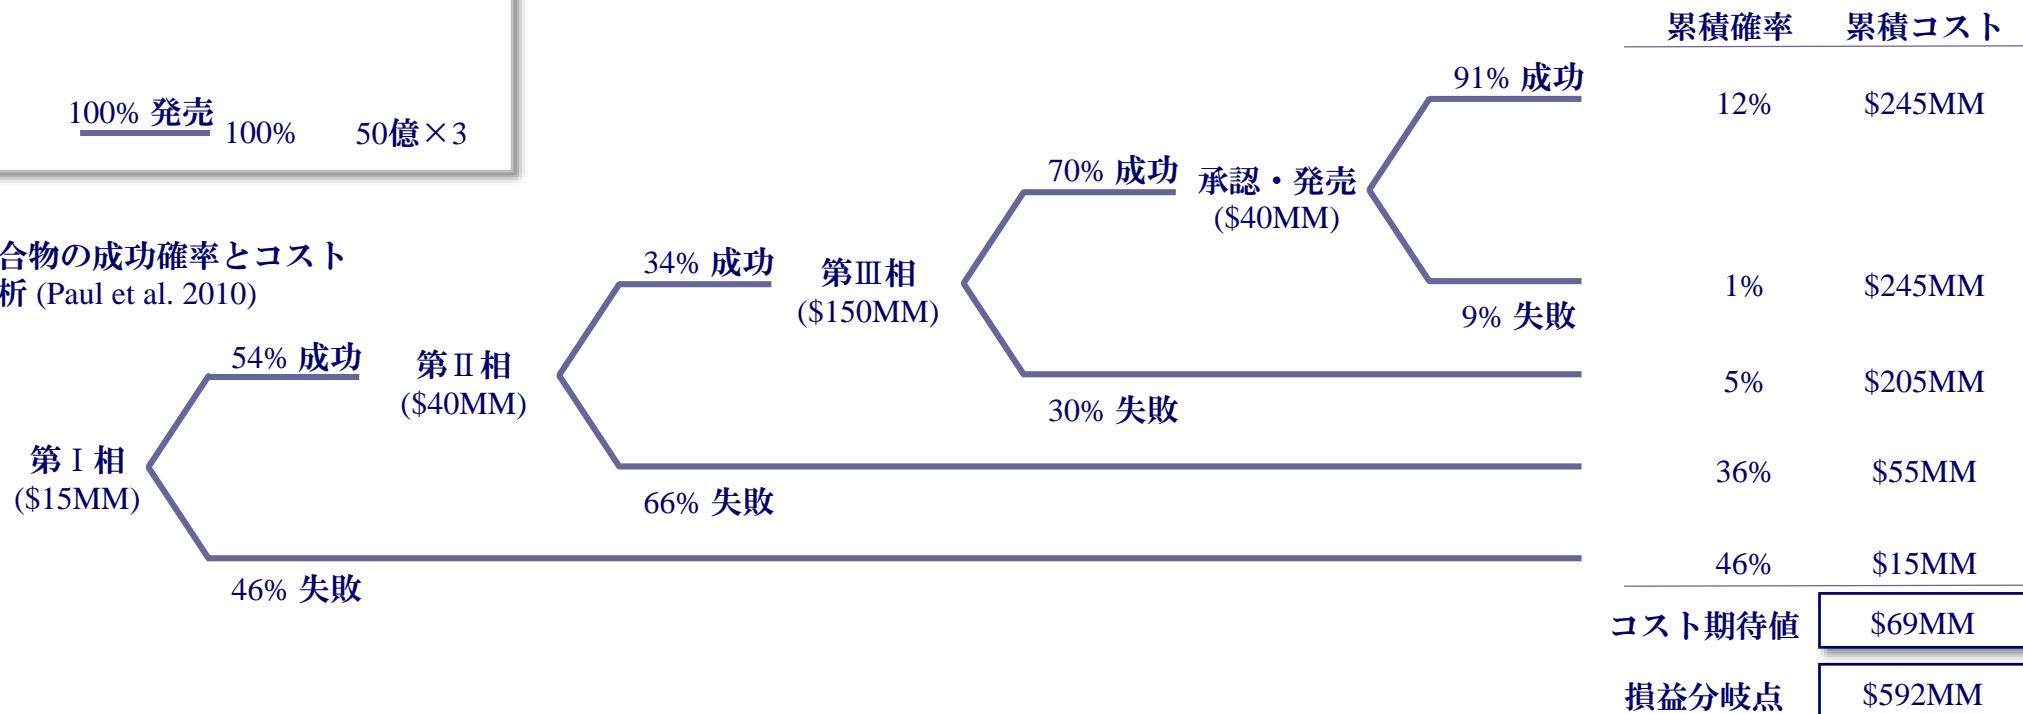 累積確率 累積コスト
91% 成功
12% $245MM
100% 発売
100% 50億×3
70% 成功
承認・発売
($40MM)
合物の成功確率とコスト
析 (Paul et al. 2010)
34% 成功
第Ⅲ相
($150MM)
1% $245MM
9% 失敗
54% 成功
第Ⅱ相
($40MM)
5% $205MM
30% 失敗
第Ⅰ相
($15MM)
36% $55MM
66% 失敗
46% $15MM
46% 失敗
コスト期待値 $69MM
損益分岐点 $592MM